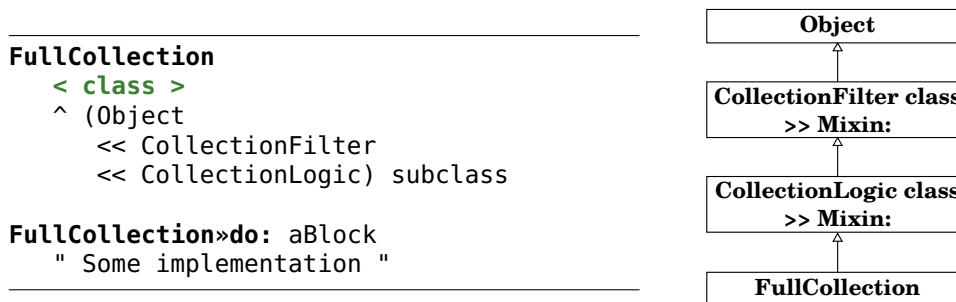 FullCollection
< class >
^ (Object
<< CollectionFilter
<< CollectionLogic) subclass
FullCollection»do: aBlock
" Some implementation "
Object
CollectionFilter class
>> Mixin:
CollectionLogic class
>> Mixin:
FullCollection